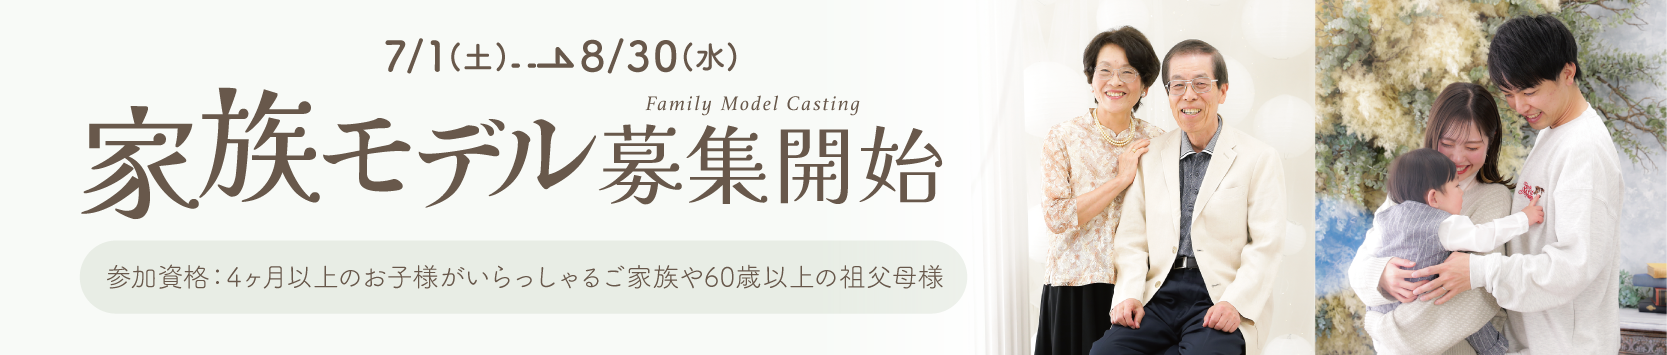 7/1(土)--→8/30(水)
Family Model Casting
家族モデル募集開始
参加資格：4ヶ月以上のお子様がいらっしゃるご家族や60歳以上の祖父母様